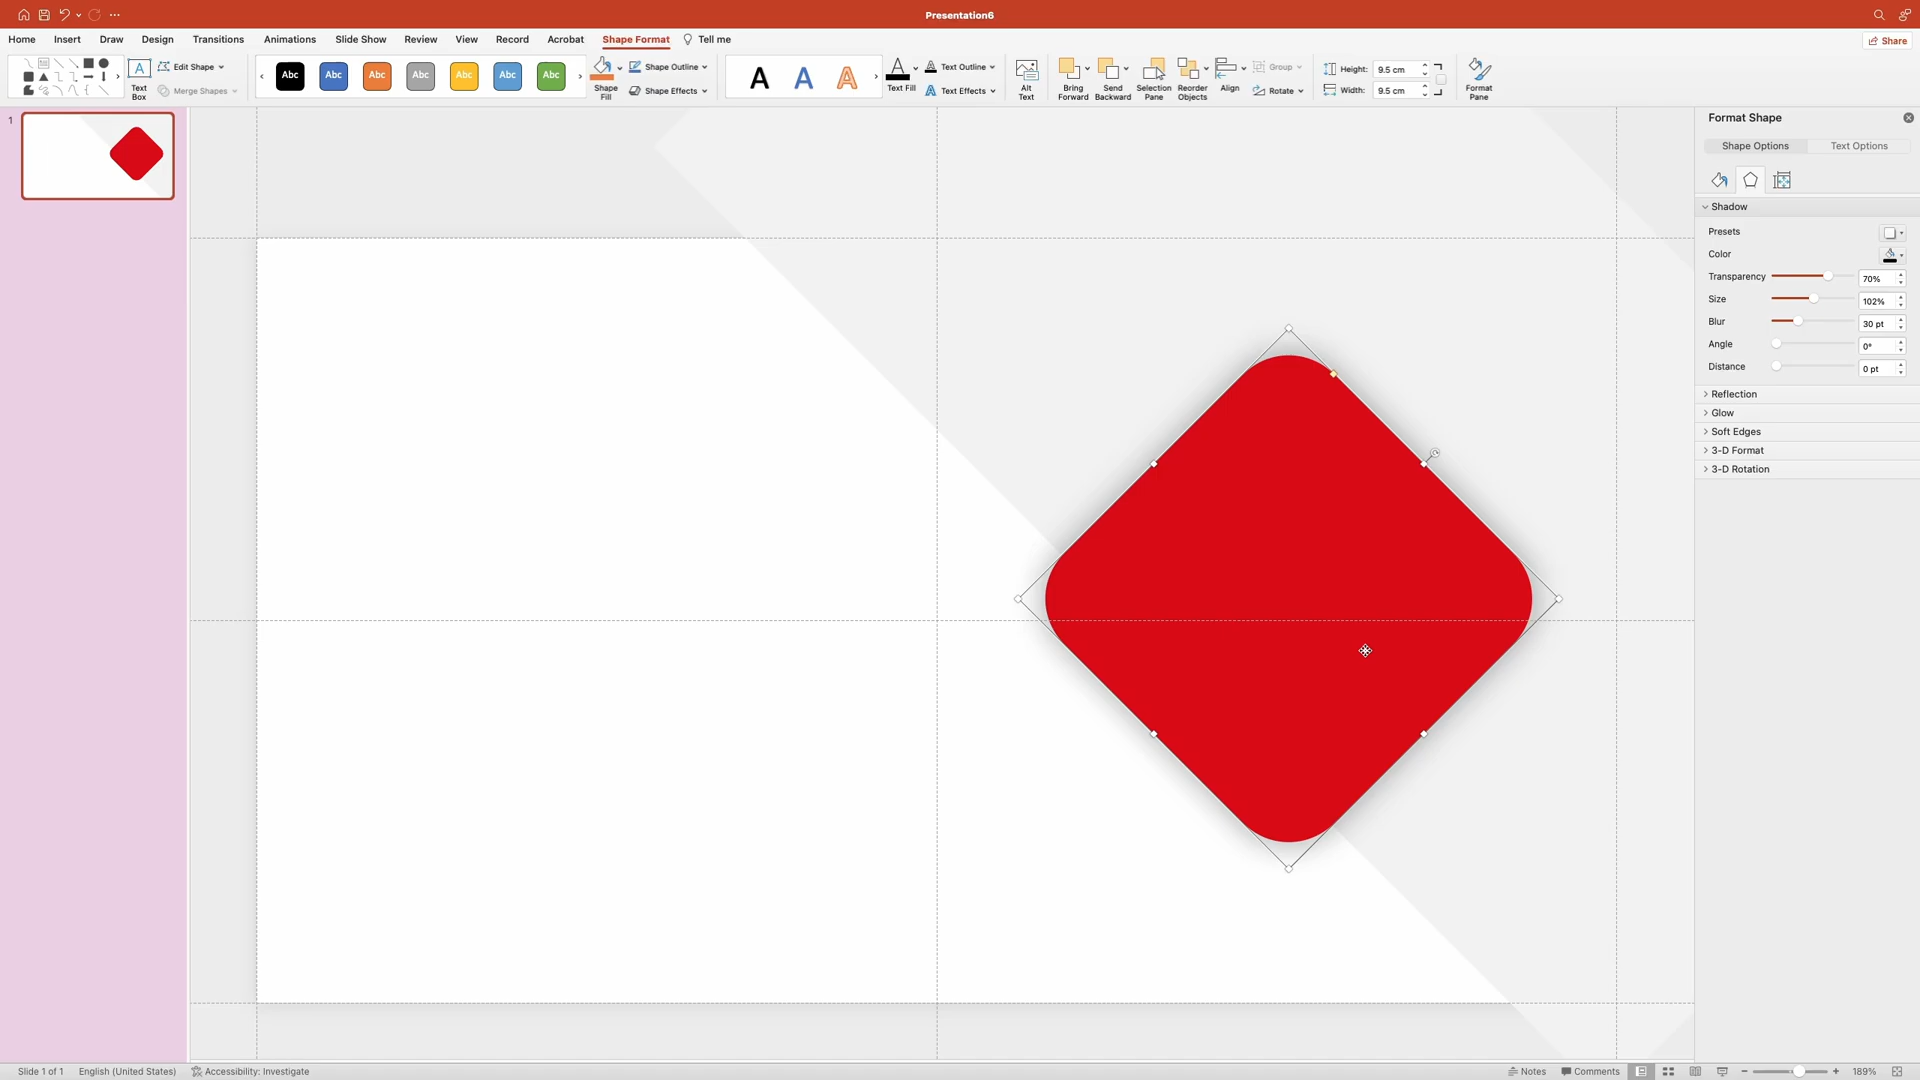 Presentation6
Home Insert Draw Design Transitions Animations Slide Show Review View Record Acrobat Shape Format Tell me
Share
A Text Box
Edit Shape
Merge Shapes
Abc Abc Abc Abc Abc Abc Abc
Shape Fill
Shape Outline
Shape Effects
A A A
A Text Fill
A Text Outline
A Text Effects
Alt Text
Bring Forward
Send Backward
Selection Pane
Reorder Objects
Align
Group
Rotate
Height: 9.5 cm
Width: 9.5 cm
Format Pane
1
Format Shape
Shape Options Text Options
Shadow
Presets
Color
Transparency 70%
Size 102%
Blur 30 pt
Angle 0°
Distance 0 pt
Reflection
Glow
Soft Edges
3-D Format
3-D Rotation
Slide 1 of 1 English (United States) Accessibility: Investigate Notes Comments 189%